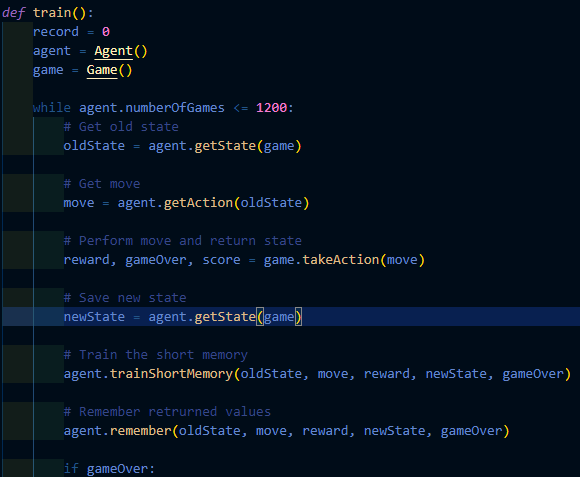 def train():
record = 0
agent = Agent()
game = Game()
while agent.numberOfGames <= 1200:
# Get old state
oldState = agent.getState(game)
# Get move
move = agent.getAction(oldState)
# Perform move and return state
reward, gameOver, score = game.takeAction(move)
# Save new state
newState = agent.getState(game)
# Train the short memory
agent.trainShortMemory(oldState, move, reward, newState, gameOver)
# Remember retrurned values
agent.remember(oldState, move, reward, newState, gameOver)
if gameOver: